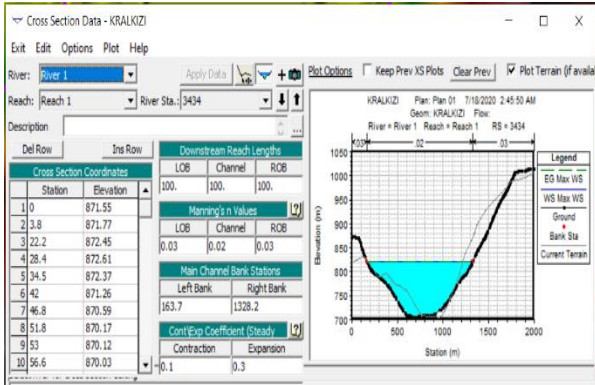 Cross Section Data - KRALKIZI
Exit Edit Options Plot Help
River: River 1 Apply Data Plot Options Keep Prev XS Plots Clear Prev Plot Terrain (if availa
Reach: Reach 1 River Sta.: 3434
Description ...
Del Row Ins Row
Cross Section Coordinates
Station Elevation
1 0 871.55
2 3.8 871.77
3 22.2 872.45
4 28.4 872.61
5 34.5 872.37
6 42 871.26
7 46.8 870.59
8 51.8 870.17
9 53 870.12
10 56.6 870.03
Downstream Reach Lengths
LOB Channel ROB
100. 100. 100.
Manning's n Values
LOB Channel ROB
0.03 0.02 0.03
Main Channel Bank Stations
Left Bank Right Bank
163.7 1328.2
Cont\Exp Coefficient (Steady
Contraction Expansion
0.1 0.3
KRALKIZI Plan: Plan 01 7/18/2020 2:45:50 AM
Geom: KRALKIZI Flow:
River = River 1 Reach = Reach 1 RS = 3434
.03 .02 .03
Elevation (m)
1050
1000
950
900
850
800
750
700
0 500 1000 1500 2000
Station (m)
Legend
EG Max WS
WS Max WS
Ground
Bank Sta
Current Terrain